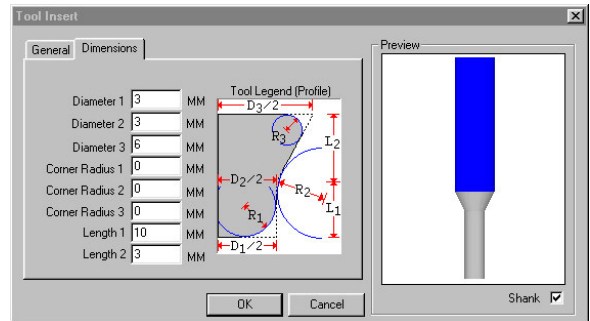 Tool Insert
General Dimensions
Preview
Diameter 1 3 MM
Diameter 2 3 MM
Diameter 3 6 MM
Corner Radius 1 0 MM
Corner Radius 2 0 MM
Corner Radius 3 0 MM
Length 1 10 MM
Length 2 3 MM
Tool Legend (Profile)
D3/2
R3
L2
D2/2
R2
R1
L1
D1/2
Shank
OK Cancel